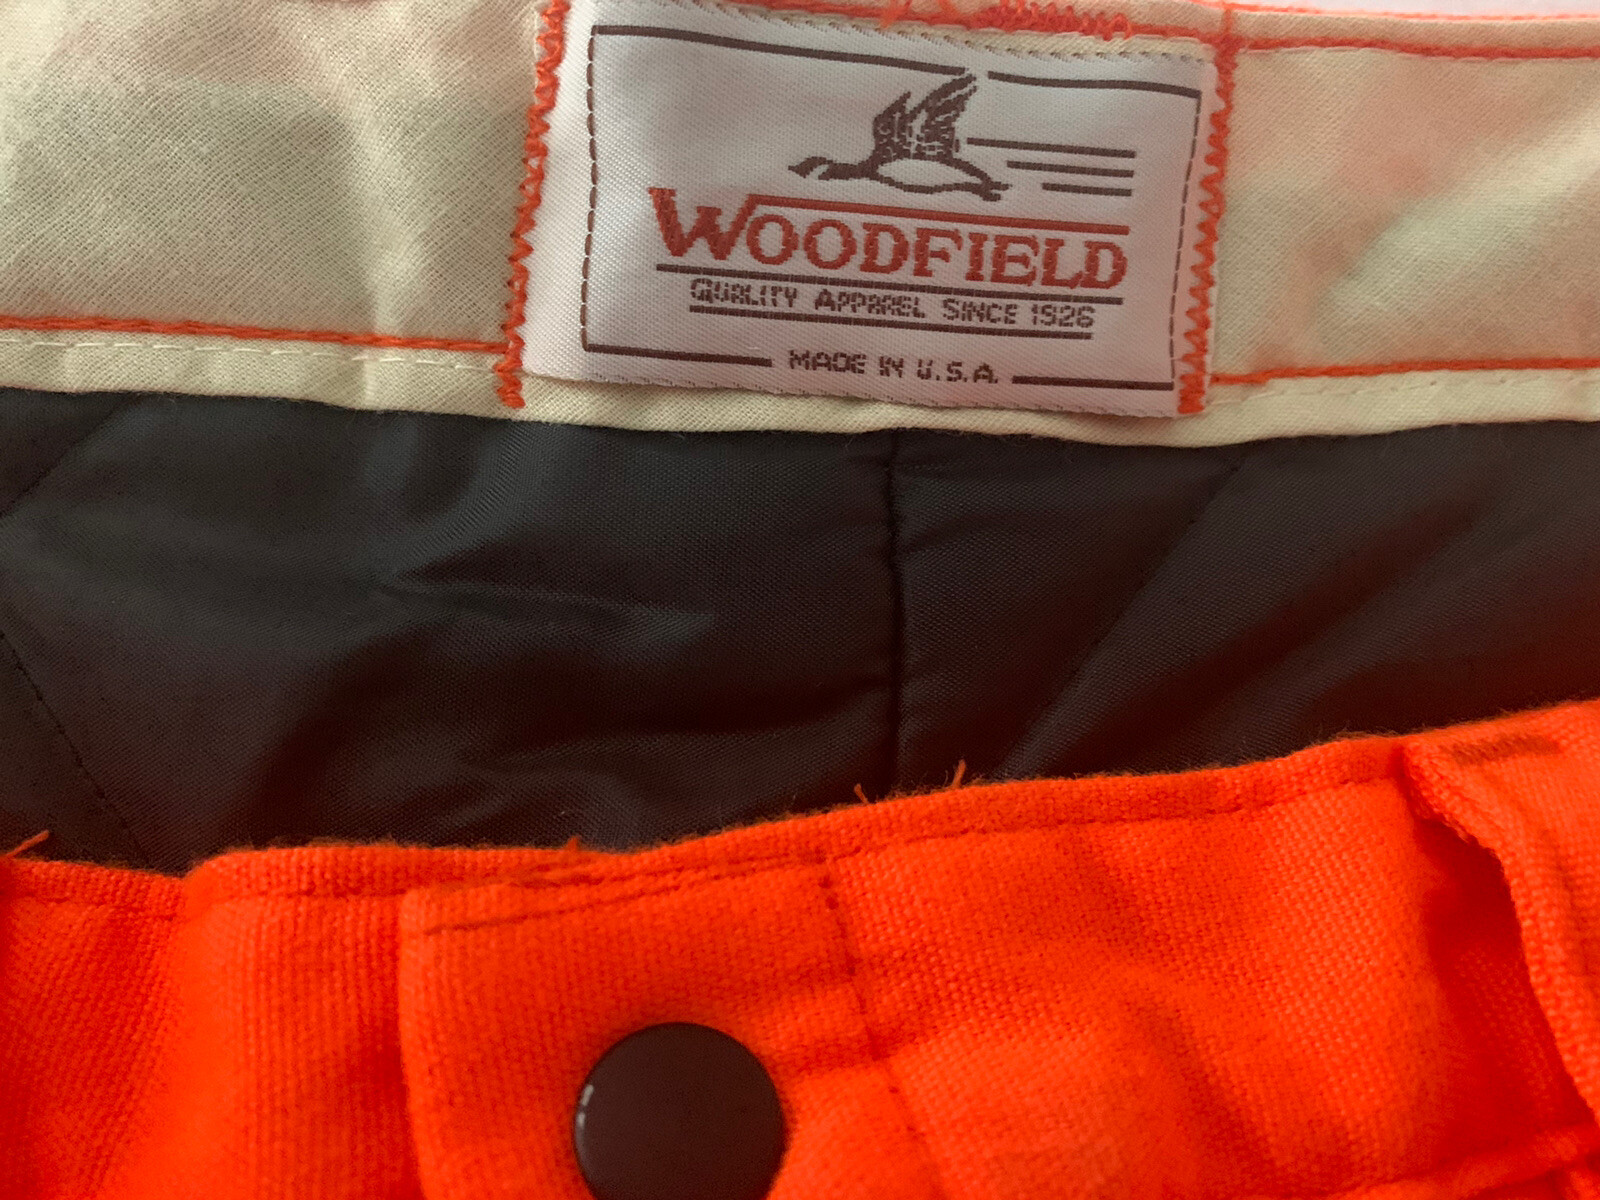 WOODFIELD
QUALITY APPAREL SINCE 1926
MADE IN U.S.A.